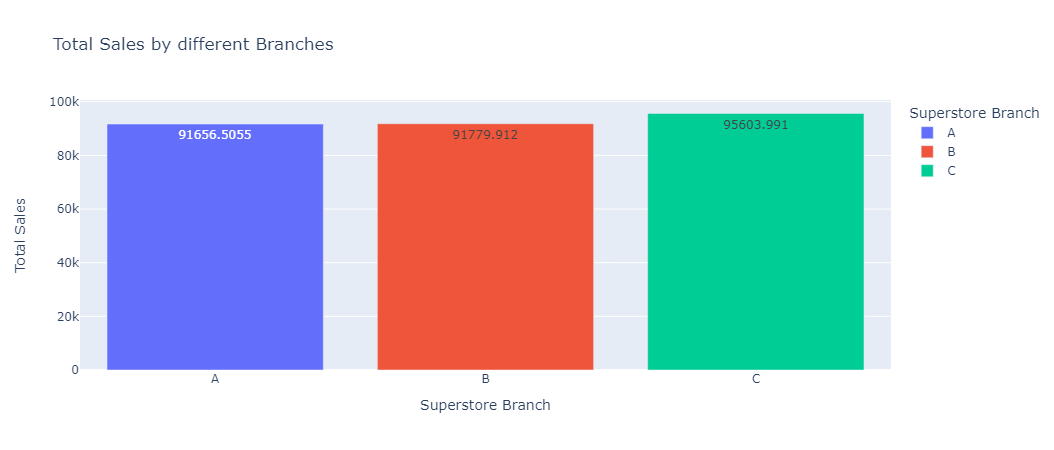 Total Sales by different Branches
100k
80k
60k
40k
20k
0
Total Sales
91656.5055
91779.912
95603.991
A
B
C
Superstore Branch
Superstore Branch
A
B
C